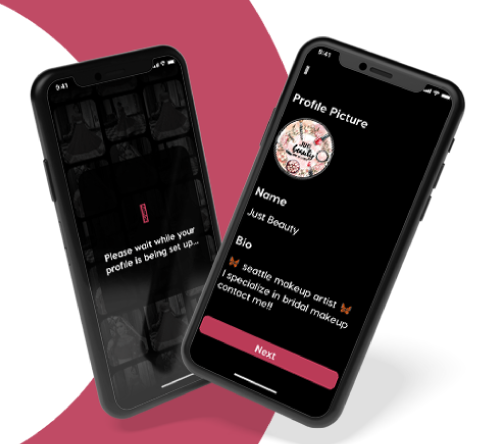 9:41
Please wait while your
profile is being set up...
9:41
Profile Picture
Just
beauty
Name
Just Beauty
Bio
🦋 seattle makeup artist 🦋
I specialize in bridal makeup
contact me!!
Next